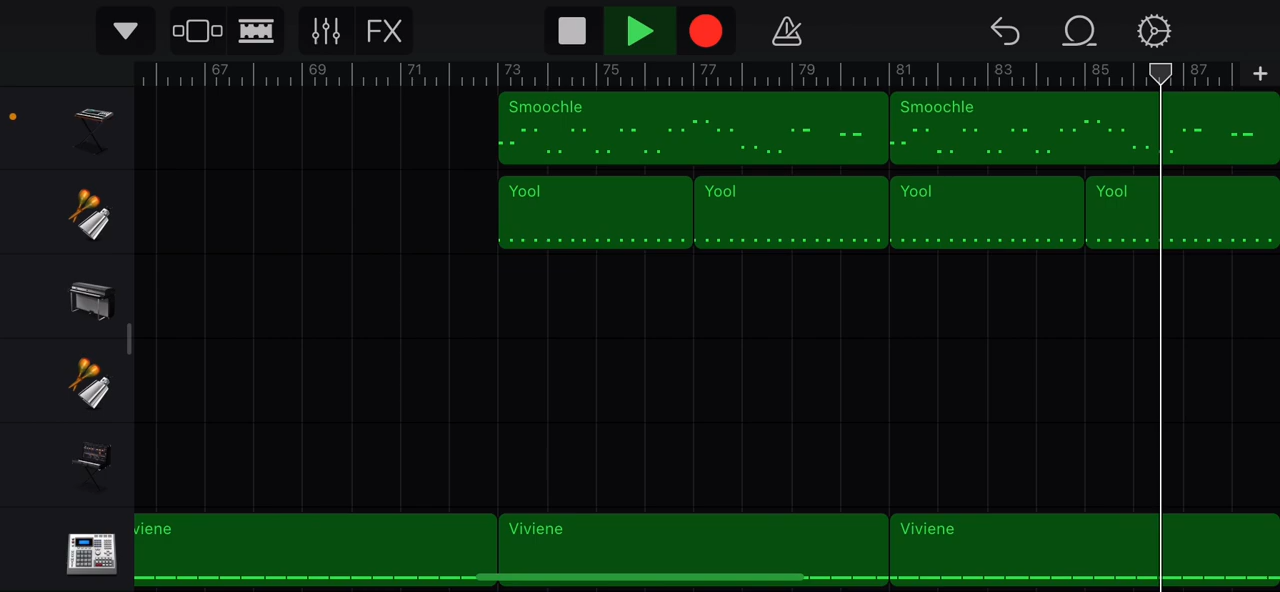 FX
67 69 71 73 75 77 79 81 83 85 87 +
Smoochle Smoochle
Yool Yool Yool Yool
viene Viviene Viviene